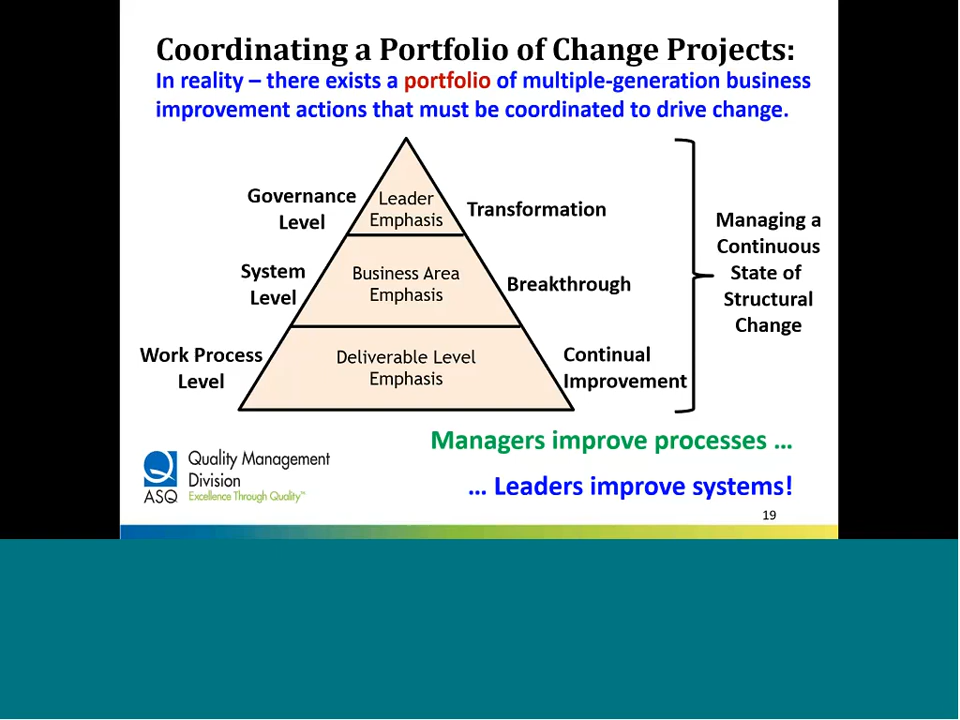 Coordinating a Portfolio of Change Projects:
In reality – there exists a portfolio of multiple-generation business
improvement actions that must be coordinated to drive change.
Governance
Level
Leader
Emphasis
Transformation
System
Level
Business Area
Emphasis
Breakthrough
Work Process
Level
Deliverable Level
Emphasis
Continual
Improvement
Managing a
Continuous
State of
Structural
Change
Managers improve processes ...
... Leaders improve systems!
Quality Management
Division
Excellence Through Quality™
ASQ
19